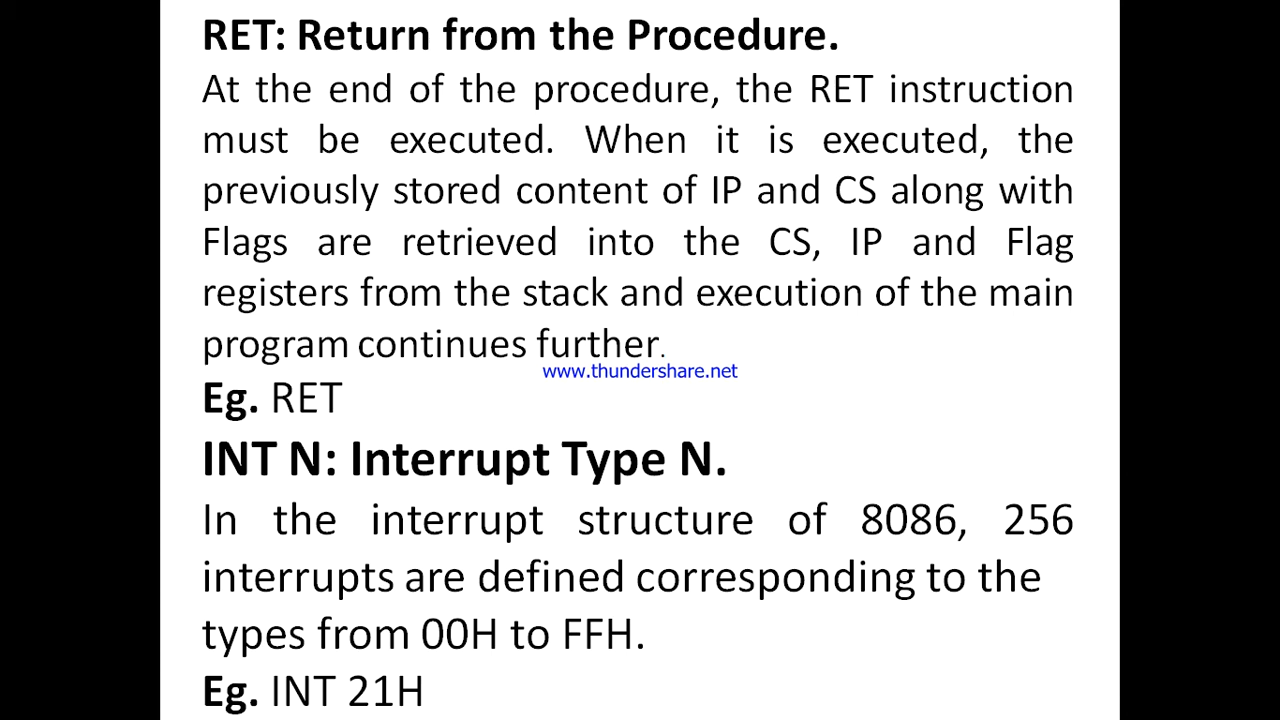 RET: Return from the Procedure.
At the end of the procedure, the RET instruction
must be executed. When it is executed, the
previously stored content of IP and CS along with
Flags are retrieved into the CS, IP and Flag
registers from the stack and execution of the main
program continues further.
www.thundershare.net
Eg. RET
INT N: Interrupt Type N.
In the interrupt structure of 8086, 256
interrupts are defined corresponding to the
types from 00H to FFH.
Eg. INT 21H